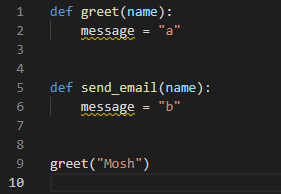 1 def greet(name):
2     message = "a"
3
4
5 def send_email(name):
6     message = "b"
7
8
9 greet("Mosh")
10